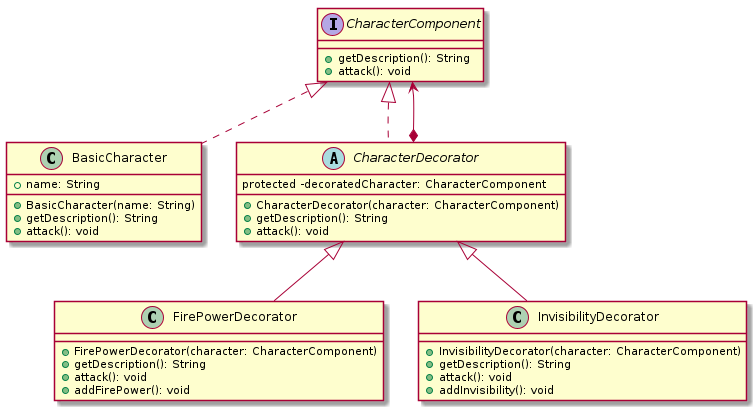 I CharacterComponent
getDescription(): String
attack(): void
C BasicCharacter
name: String
BasicCharacter(name: String)
getDescription(): String
attack(): void
A CharacterDecorator
protected -decoratedCharacter: CharacterComponent
CharacterDecorator(character: CharacterComponent)
getDescription(): String
attack(): void
C FirePowerDecorator
FirePowerDecorator(character: CharacterComponent)
getDescription(): String
attack(): void
addFirePower(): void
C InvisibilityDecorator
InvisibilityDecorator(character: CharacterComponent)
getDescription(): String
attack(): void
addInvisibility(): void